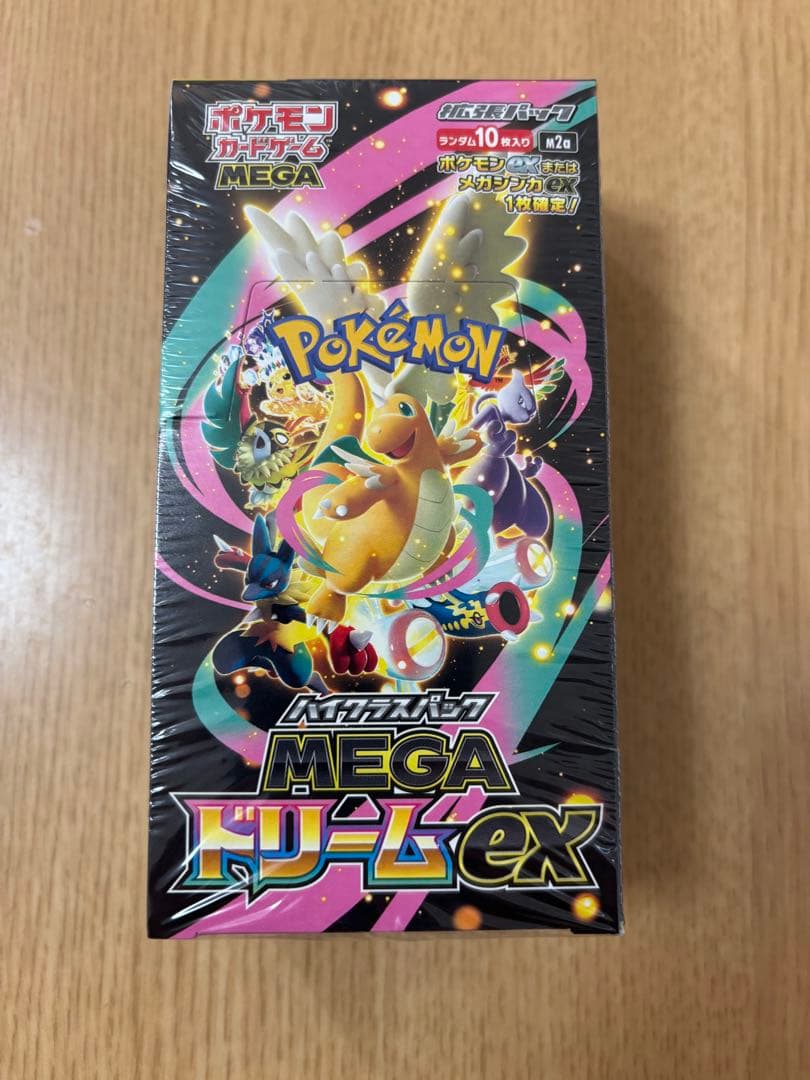 ポケモン
カードゲーム
MEGA
拡張パック
ランダム10枚入り M2a
ポケモンexまたは
メガシンカex
1枚確定!
POKéMON
TM
ハイクラスパック
MEGA
ドリームex